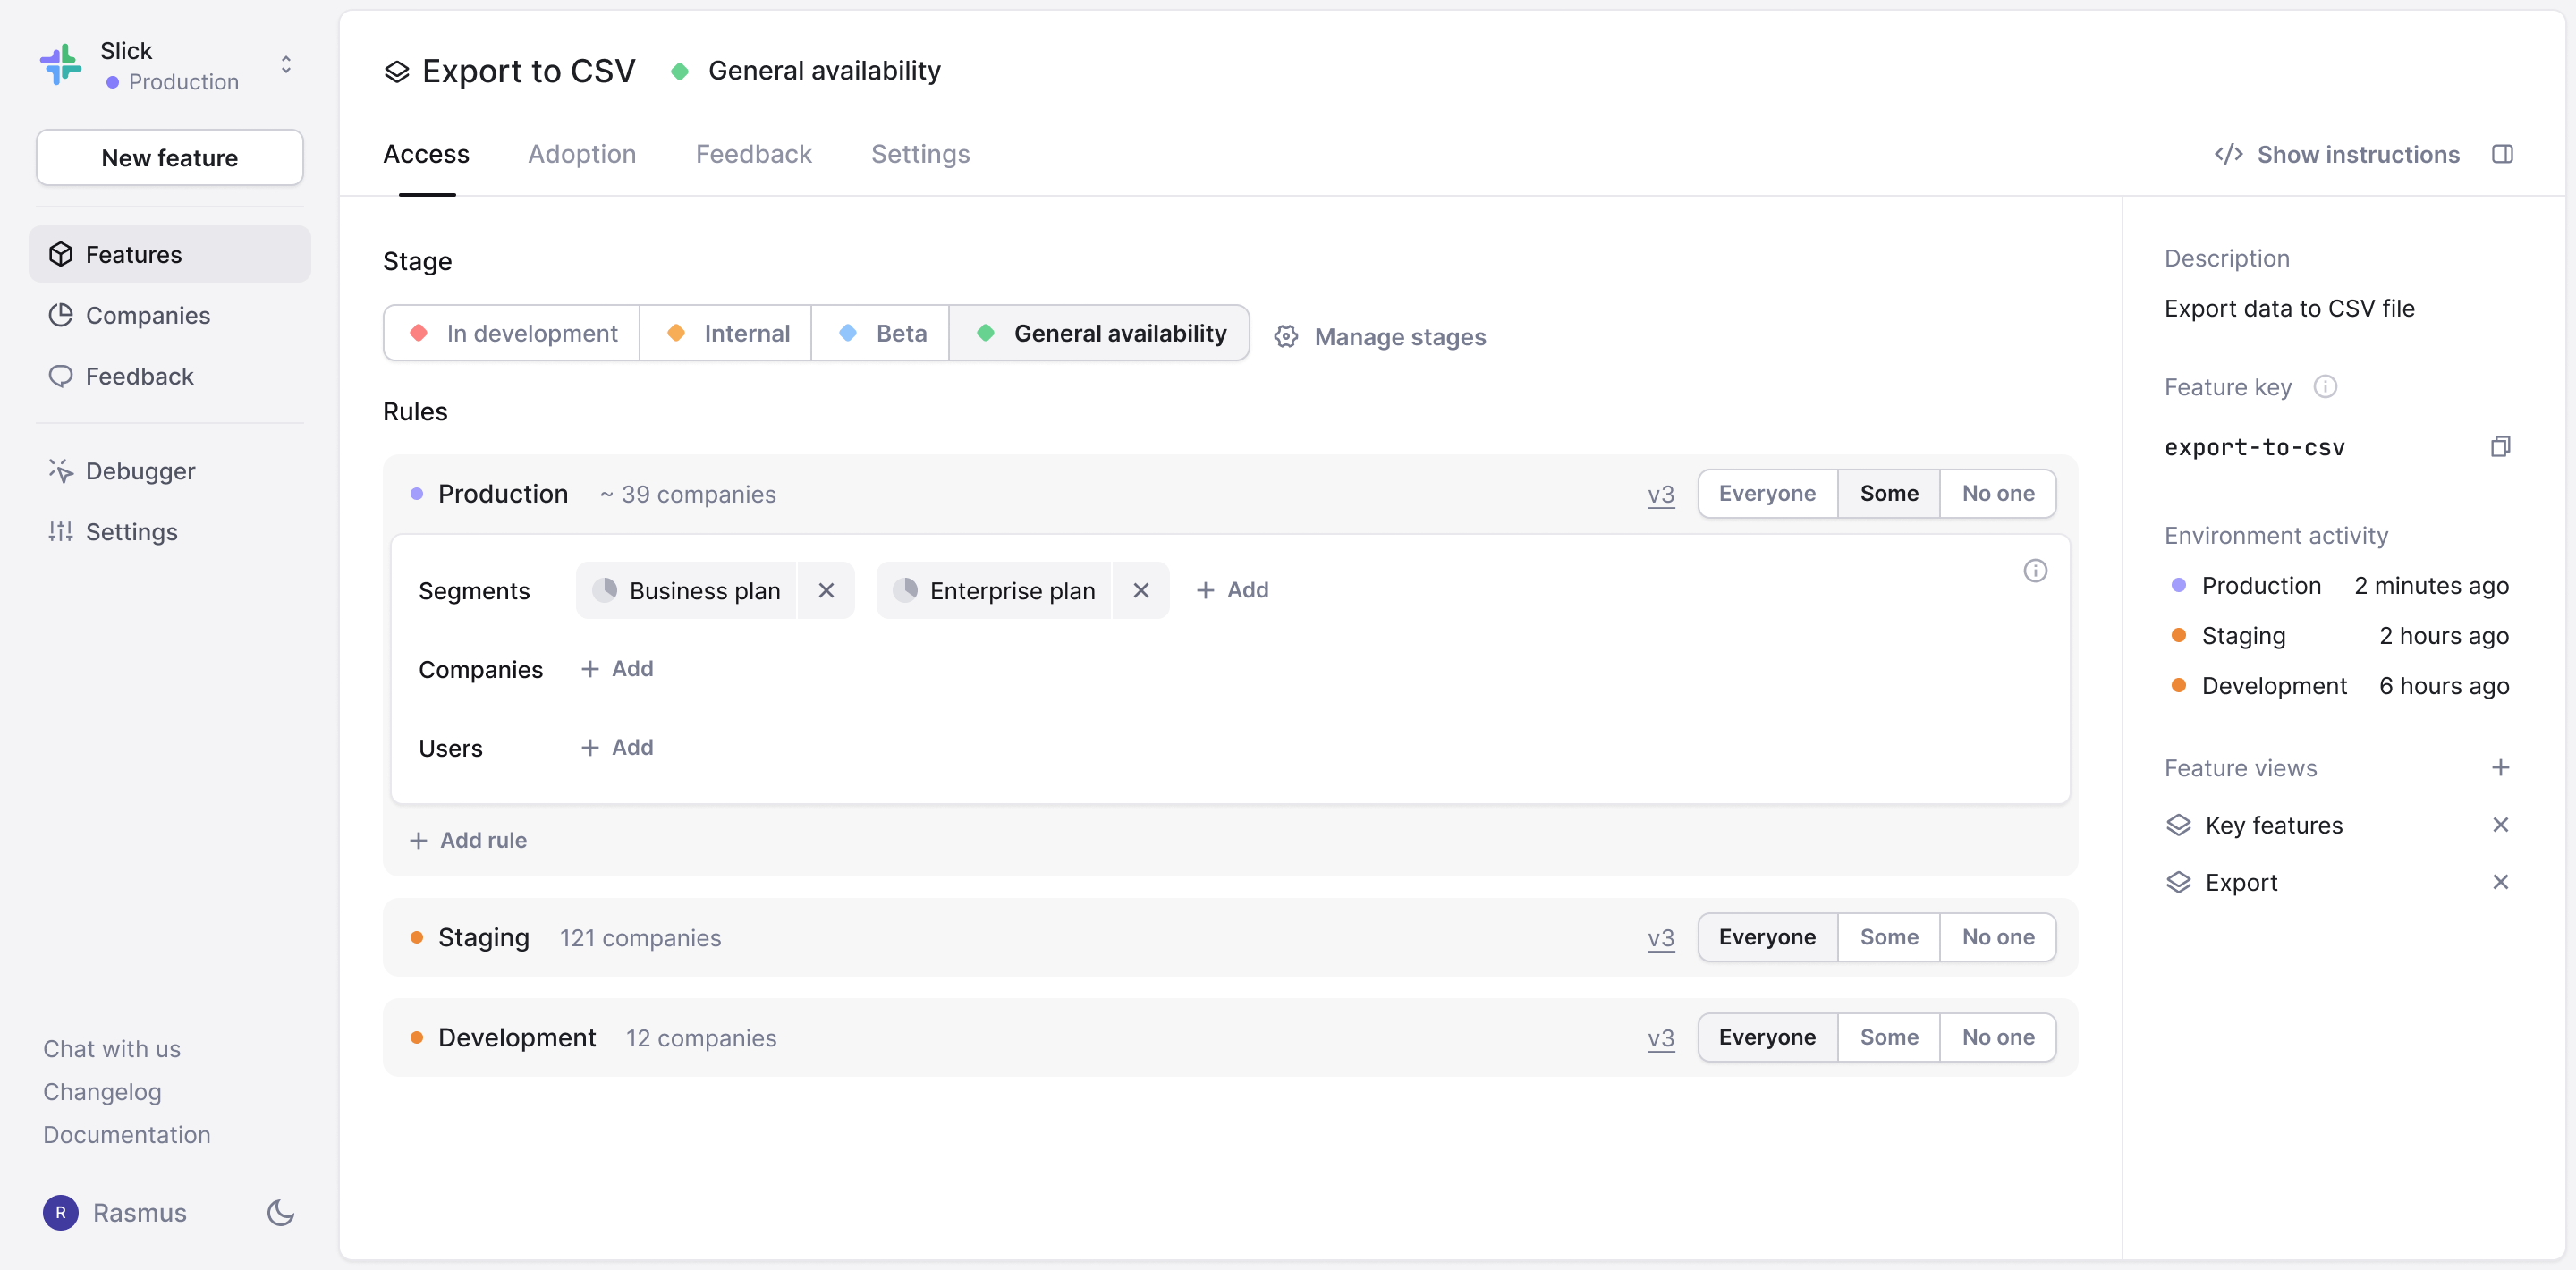 Slick
Production
New feature
Features
Companies
Feedback
Debugger
Settings
Chat with us
Changelog
Documentation
R Rasmus
Export to CSV General availability
Access Adoption Feedback Settings
Show instructions
Stage
In development Internal Beta General availability Manage stages
Rules
Production ~ 39 companies v3 Everyone Some No one
Segments Business plan Enterprise plan + Add
Companies + Add
Users + Add
+ Add rule
Staging 121 companies v3 Everyone Some No one
Development 12 companies v3 Everyone Some No one
Description
Export data to CSV file
Feature key
export-to-csv
Environment activity
Production 2 minutes ago
Staging 2 hours ago
Development 6 hours ago
Feature views
Key features
Export